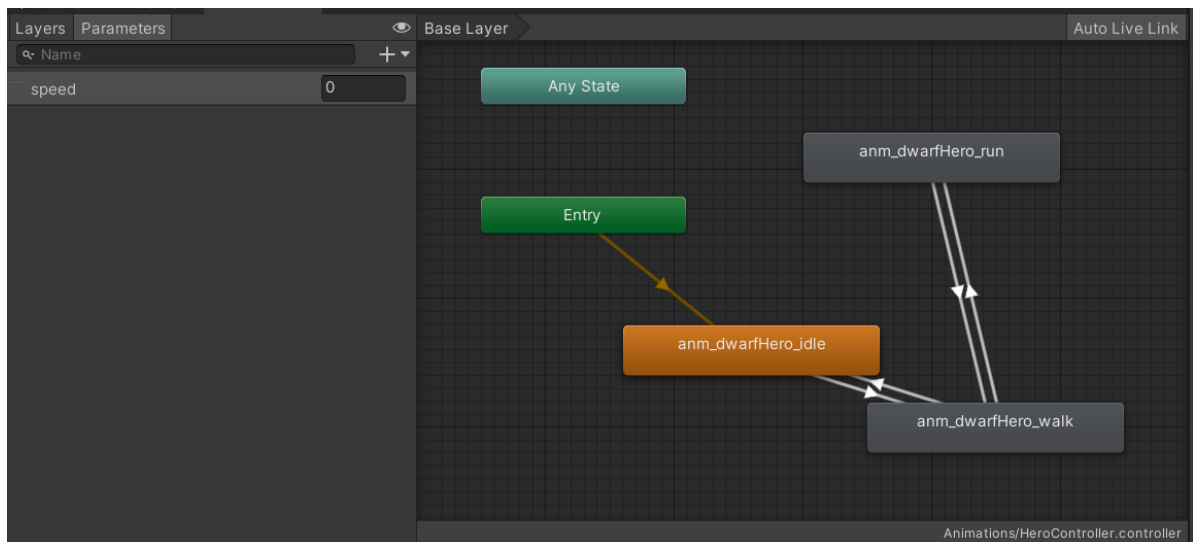 Layers Parameters
Base Layer
Auto Live Link
Name
speed
0
Any State
anm_dwarfHero_run
Entry
anm_dwarfHero_idle
anm_dwarfHero_walk
Animations/HeroController.controller